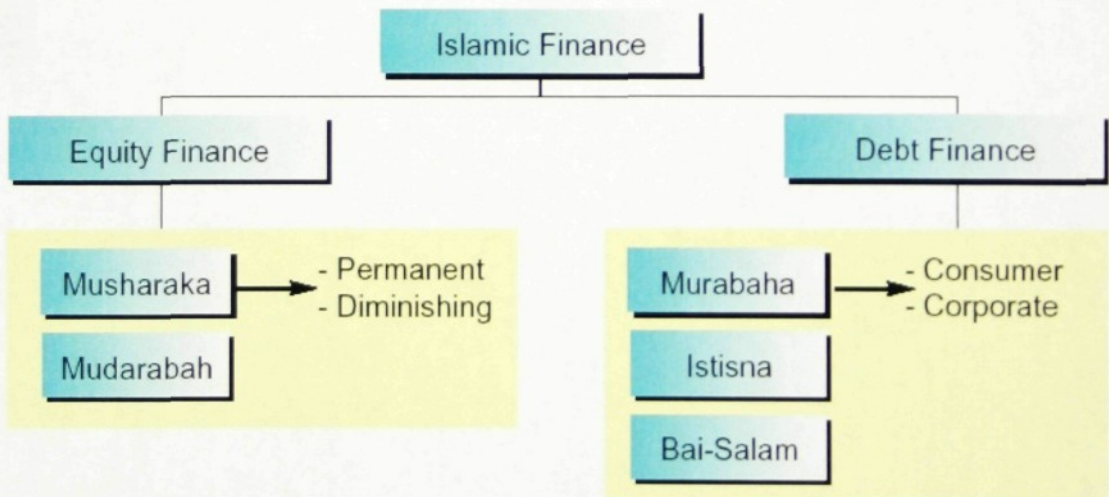 Islamic Finance
Equity Finance
Debt Finance
Musharaka
- Permanent
- Diminishing
Mudarabah
Murabaha
- Consumer
- Corporate
Istisna
Bai-Salam